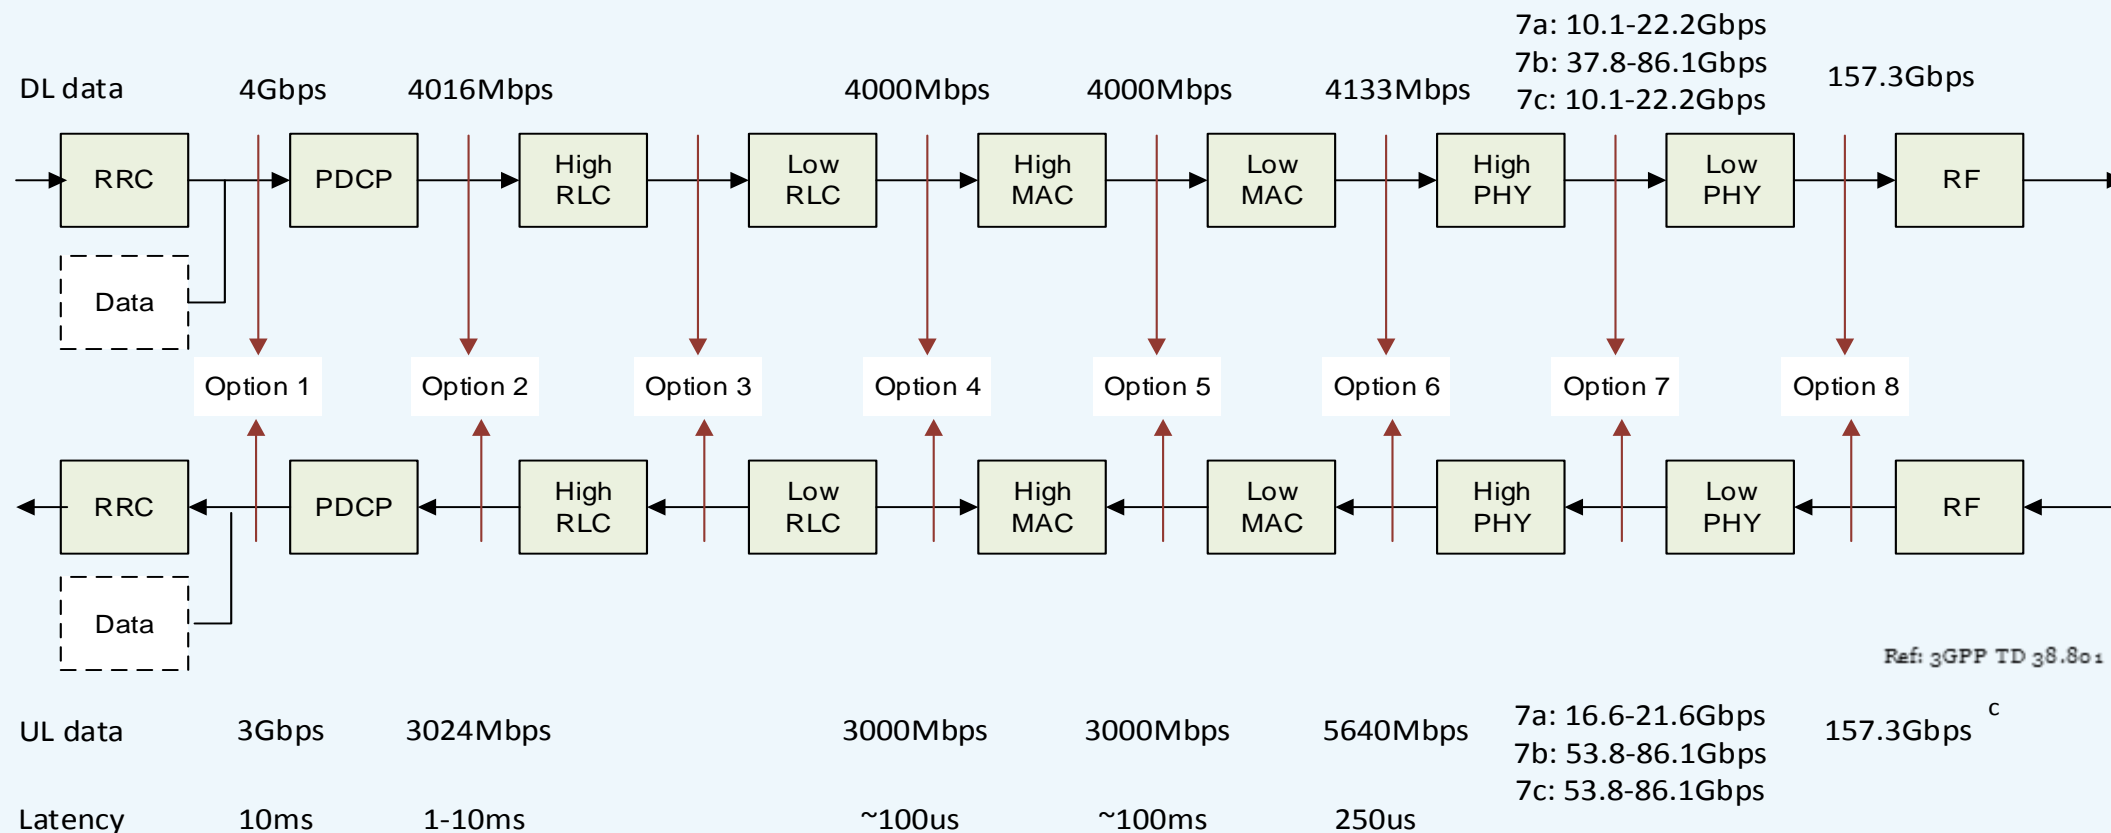 7a: 10.1-22.2Gbps
7b: 37.8-86.1Gbps
7c: 10.1-22.2Gbps
DL data 4Gbps 4016Mbps 4000Mbps 4000Mbps 4133Mbps 157.3Gbps
RRC PDCP High RLC Low RLC High MAC Low MAC High PHY Low PHY RF
Data
Option 1 Option 2 Option 3 Option 4 Option 5 Option 6 Option 7 Option 8
RRC PDCP High RLC Low RLC High MAC Low MAC High PHY Low PHY RF
Data
Ref: 3GPP TD 38.801
UL data 3Gbps 3024Mbps 3000Mbps 3000Mbps 5640Mbps 157.3Gbps c
7a: 16.6-21.6Gbps
7b: 53.8-86.1Gbps
7c: 53.8-86.1Gbps
Latency 10ms 1-10ms ~100us ~100ms 250us